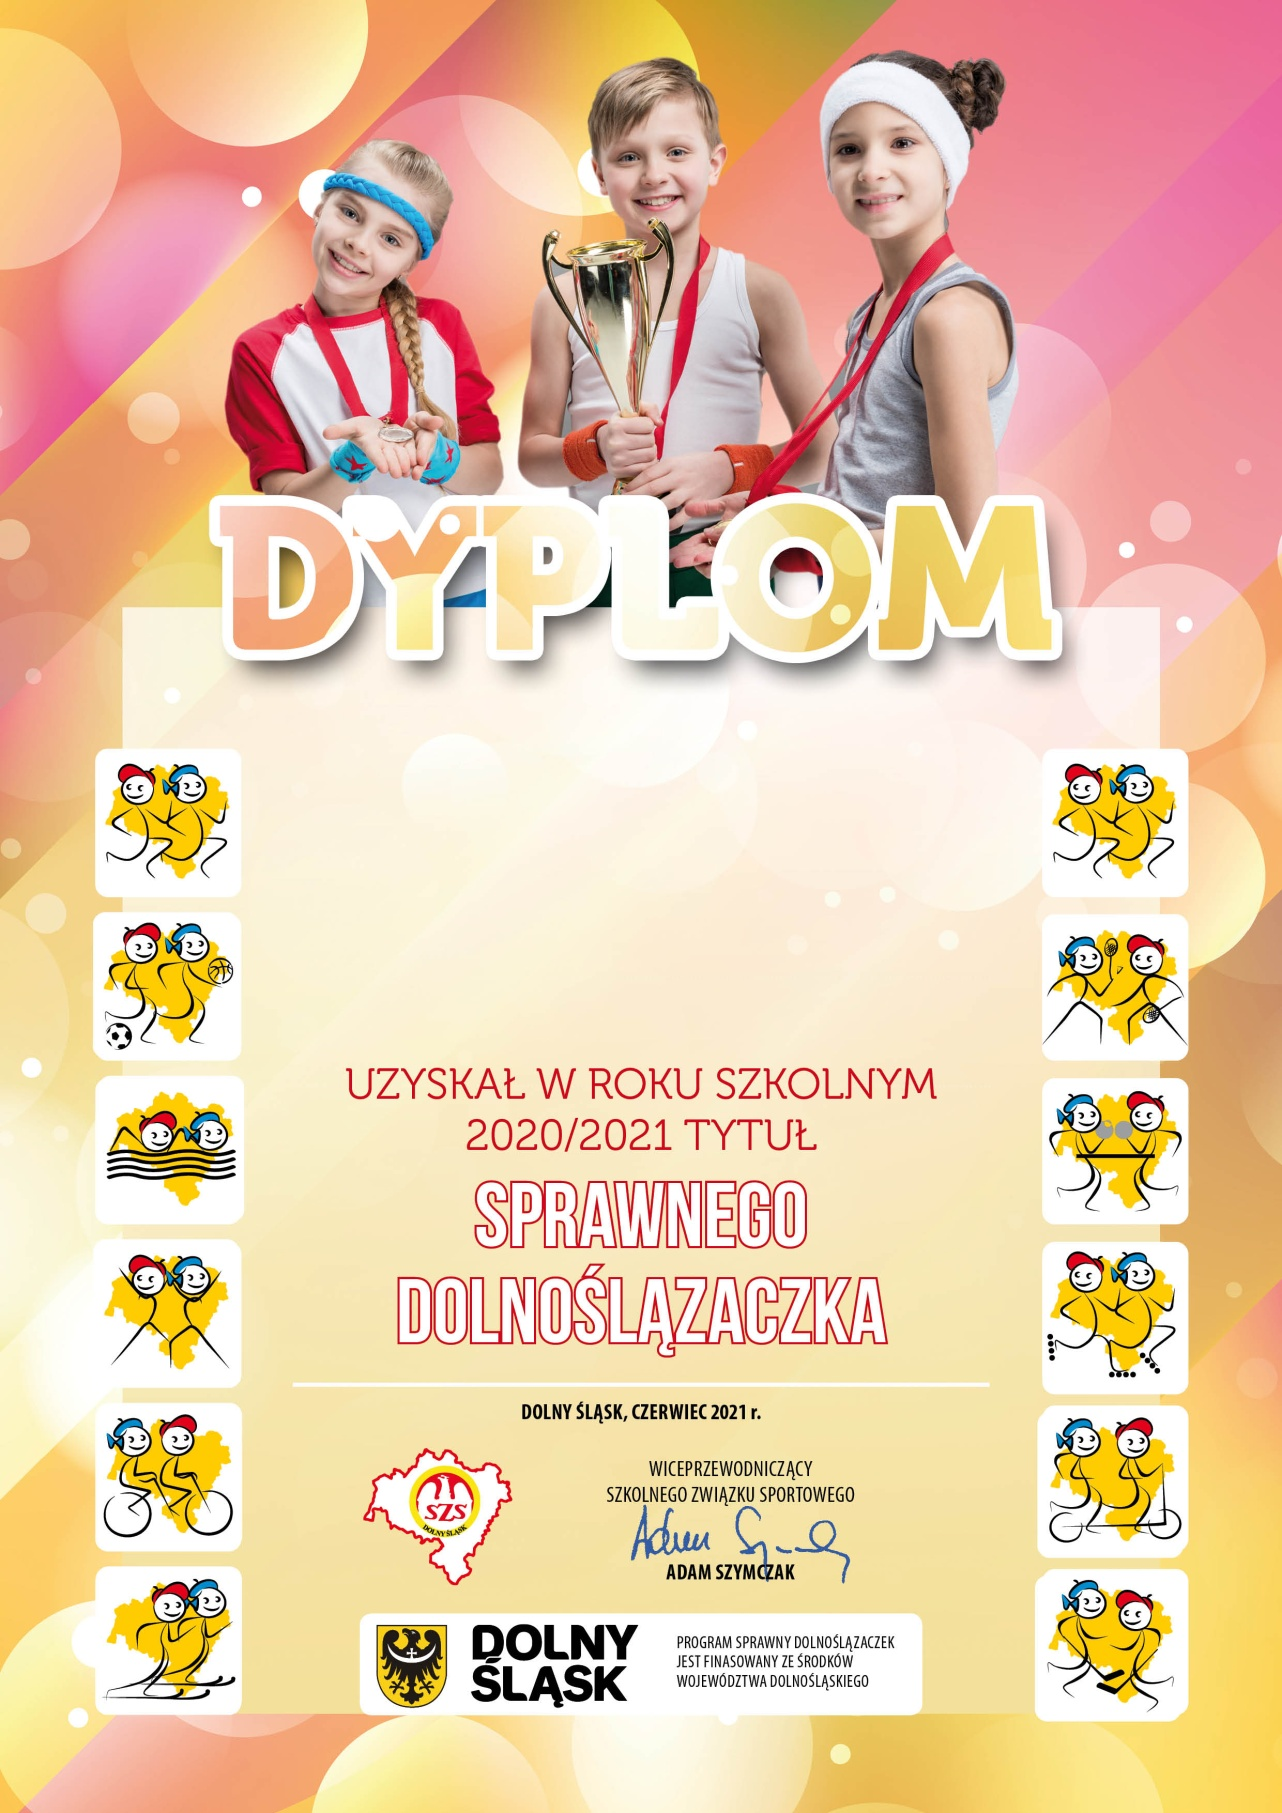 DYPLOM
UZYSKAŁ W ROKU SZKOLNYM
2020/2021 TYTUŁ
SPRAWNEGO
DOLNOŚLĄZACZKA
DOLNY ŚLĄSK, CZERWIEC 2021 r.
SZS
DOLNY ŚLĄSK
WICEPRZEWODNICZĄCY
SZKOLNEGO ZWIĄZKU SPORTOWEGO
ADAM SZYMCZAK
DOLNY
ŚLĄSK
PROGRAM SPRAWNY DOLNOŚLĄZACZEK
JEST FINASOWANY ZE ŚRODKÓW
WOJEWÓDZTWA DOLNOŚLĄSKIEGO